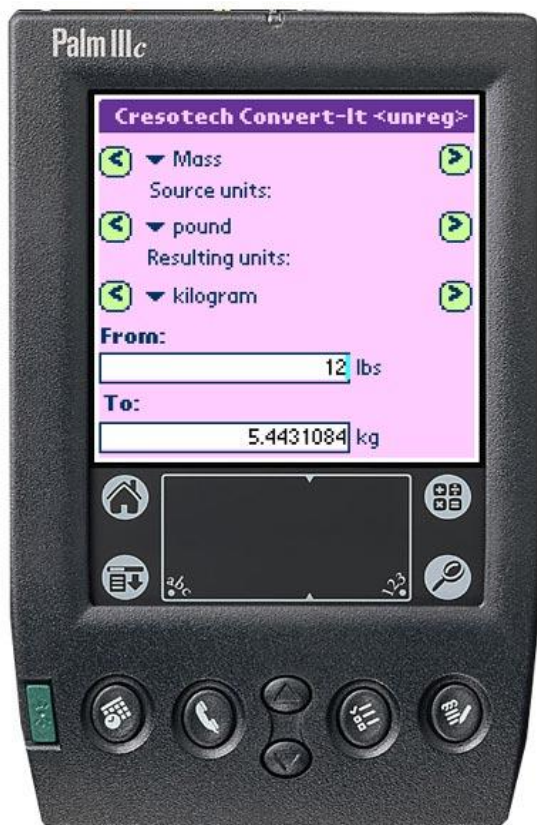 Palm IIIc
Cresotech Convert-It <unreg>
Mass
Source units:
pound
Resulting units:
kilogram
From:
12 lbs
To:
5.4431084 kg
abc 123